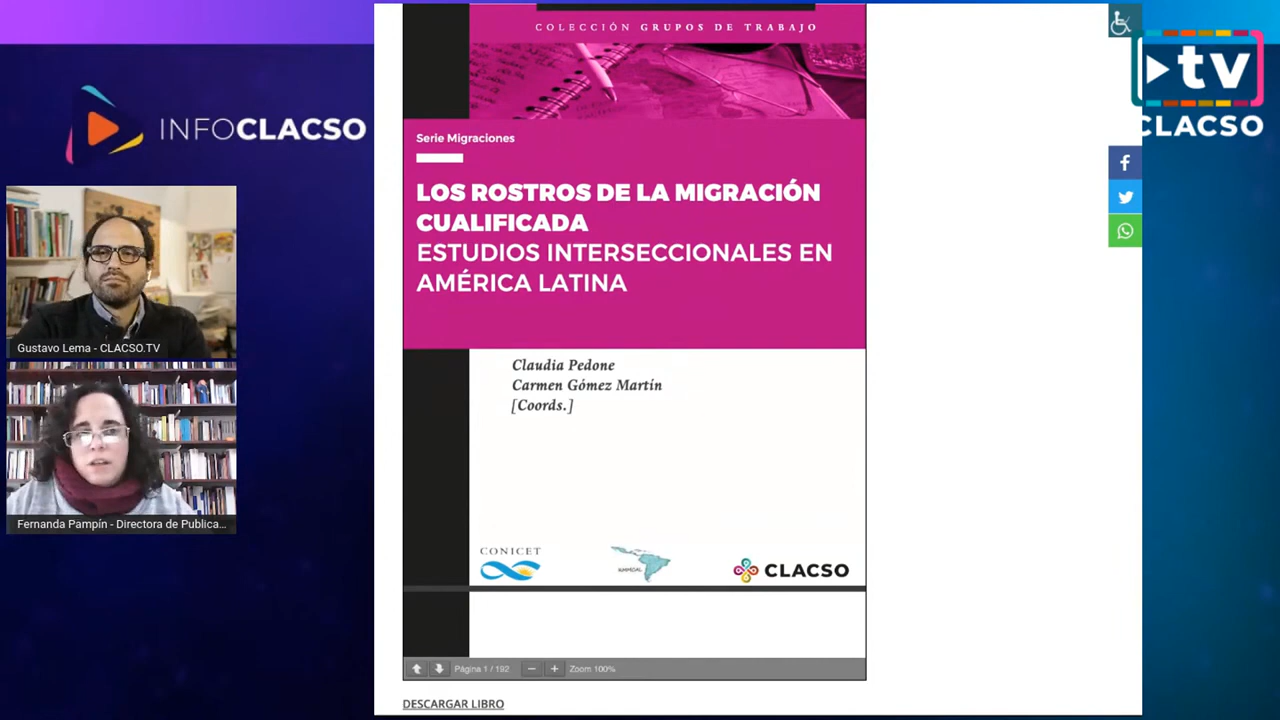 INFOCLACSO
Gustavo Lema - CLACSO.TV
Fernanda Pampín - Directora de Publica...
COLECCIÓN GRUPOS DE TRABAJO
Serie Migraciones
LOS ROSTROS DE LA MIGRACIÓN
CUALIFICADA
ESTUDIOS INTERSECCIONALES EN
AMÉRICA LATINA
Claudia Pedone
Carmen Gómez Martín
[Coords.]
CONICET
CLACSO
Página 1 / 192
Zoom 100%
DESCARGAR LIBRO
tv
CLACSO